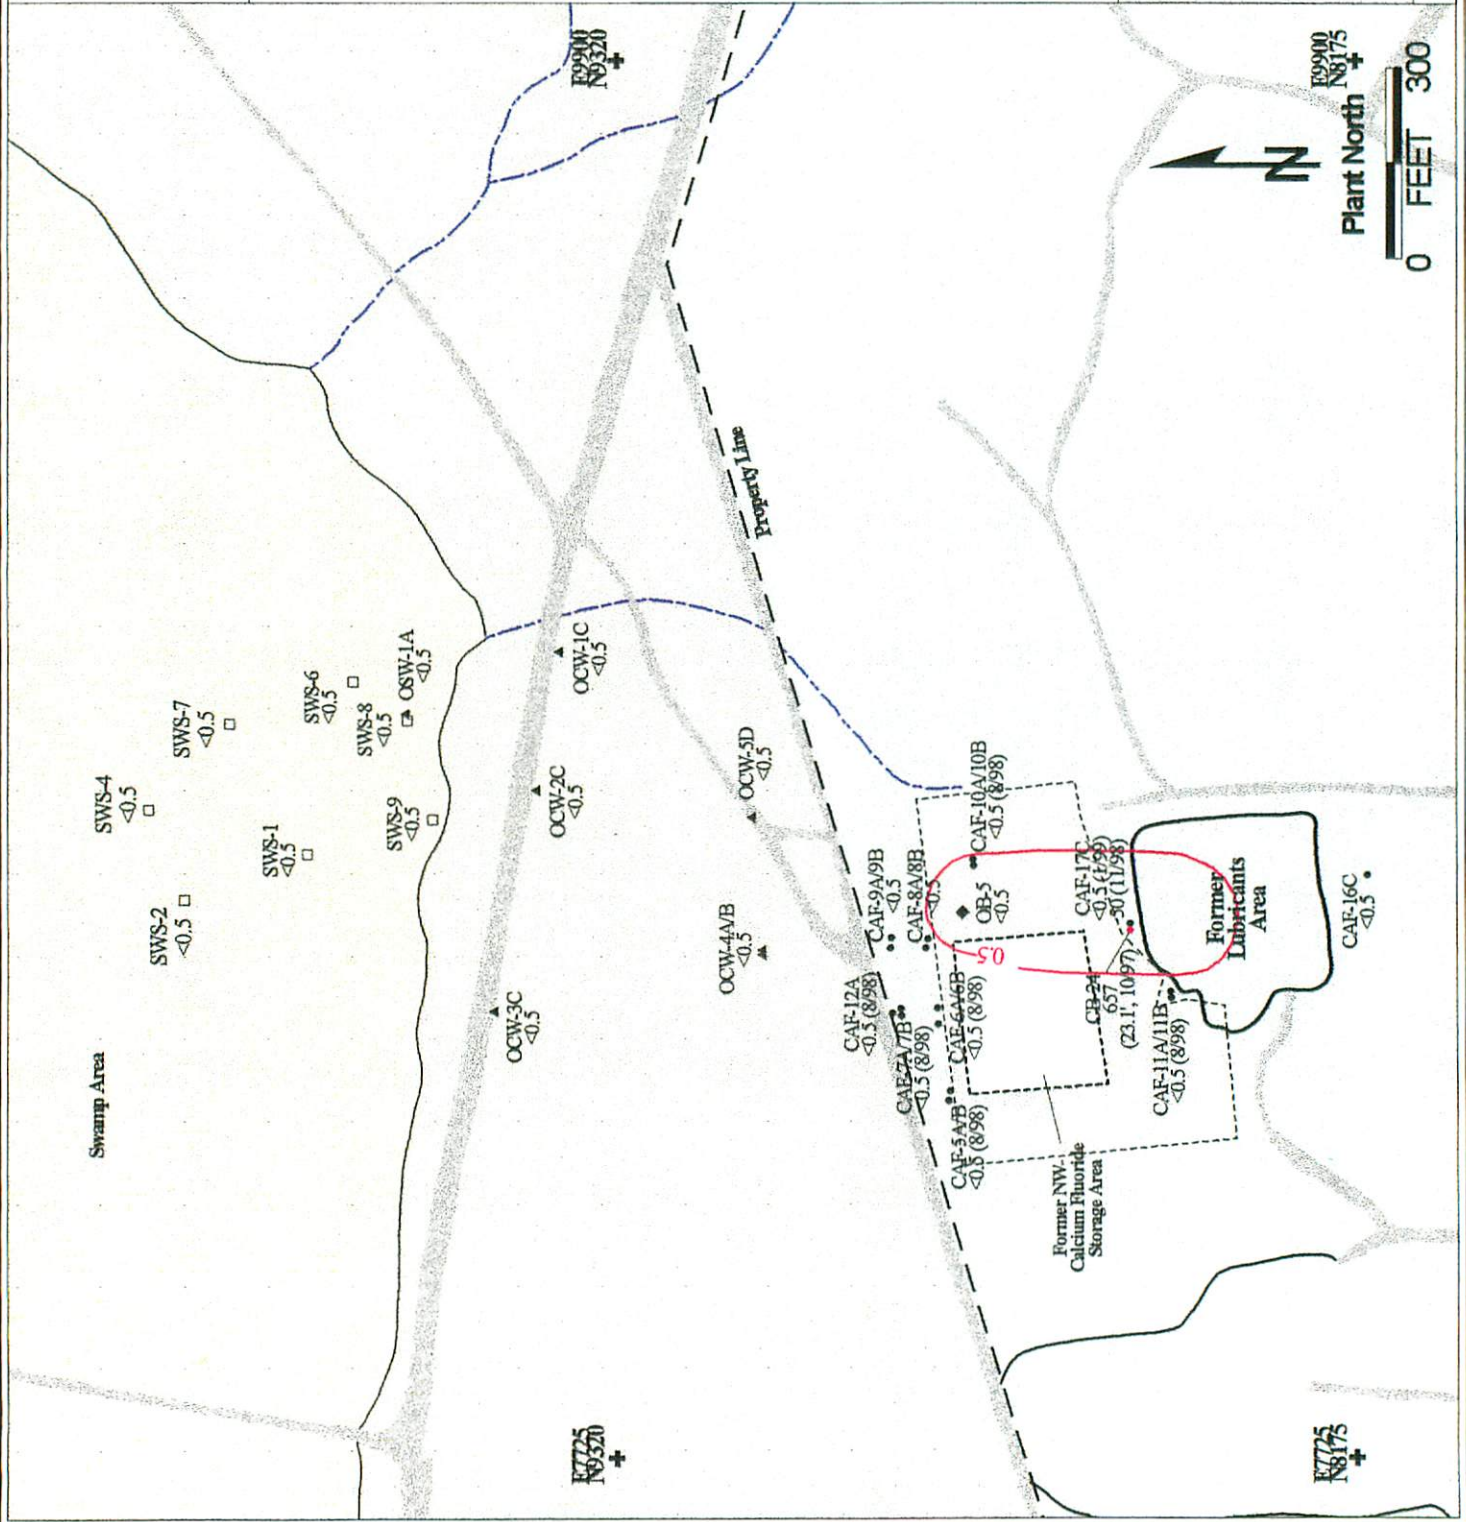 E9900
N9320
E9900
N8175
Plant North
N
0 FEET 300
Property Line
SWS-7
<0.5
SWS-6
<0.5
SWS-8
<0.5
OSW-1A
<0.5
SWS-4
<0.5
SWS-1
<0.5
SWS-9
<0.5
SWS-2
<0.5
Swamp Area
OCW-1C
<0.5
OCW-2C
<0.5
OCW-3C
<0.5
OCW-5D
<0.5
OCW-4A/B
<0.5
CAF-10A/10B
<0.5 (8/98)
CAF-9A/9B
<0.5
CAF-8A/8B
<0.5
OB-5
<0.5
0.5
CAF-17C
<0.5 (1/99)
30 (11/98)
CAF-12A
<0.5 (8/98)
CAF-7A/7B
<0.5 (8/98)
CAF-6A/6B
<0.5 (8/98)
CAF-5A/B
<0.5 (8/98)
CB-24
657
(23.1', 10/97)
CAF-11A/11B
<0.5 (8/98)
Former
Lubricants
Area
CAF-16C
<0.5
Former NW-
Calcium Fluoride
Storage Area
E7725
N9320
E7725
N8175